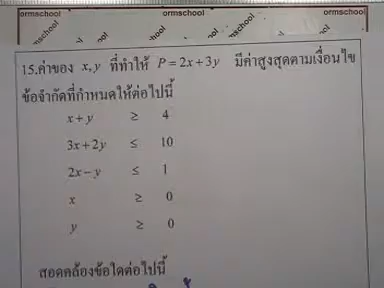 ormschool ormschool ormschool
15.ค่าของ x,y ที่ทำให้ P = 2x + 3y มีค่าสูงสุดตามเงื่อนไข
ข้อจำกัดที่กำหนดให้ต่อไปนี้
x + y ≥ 4
3x + 2y ≤ 10
2x − y ≤ 1
x ≥ 0
y ≥ 0
สอดคล้องข้อใดต่อไปนี้